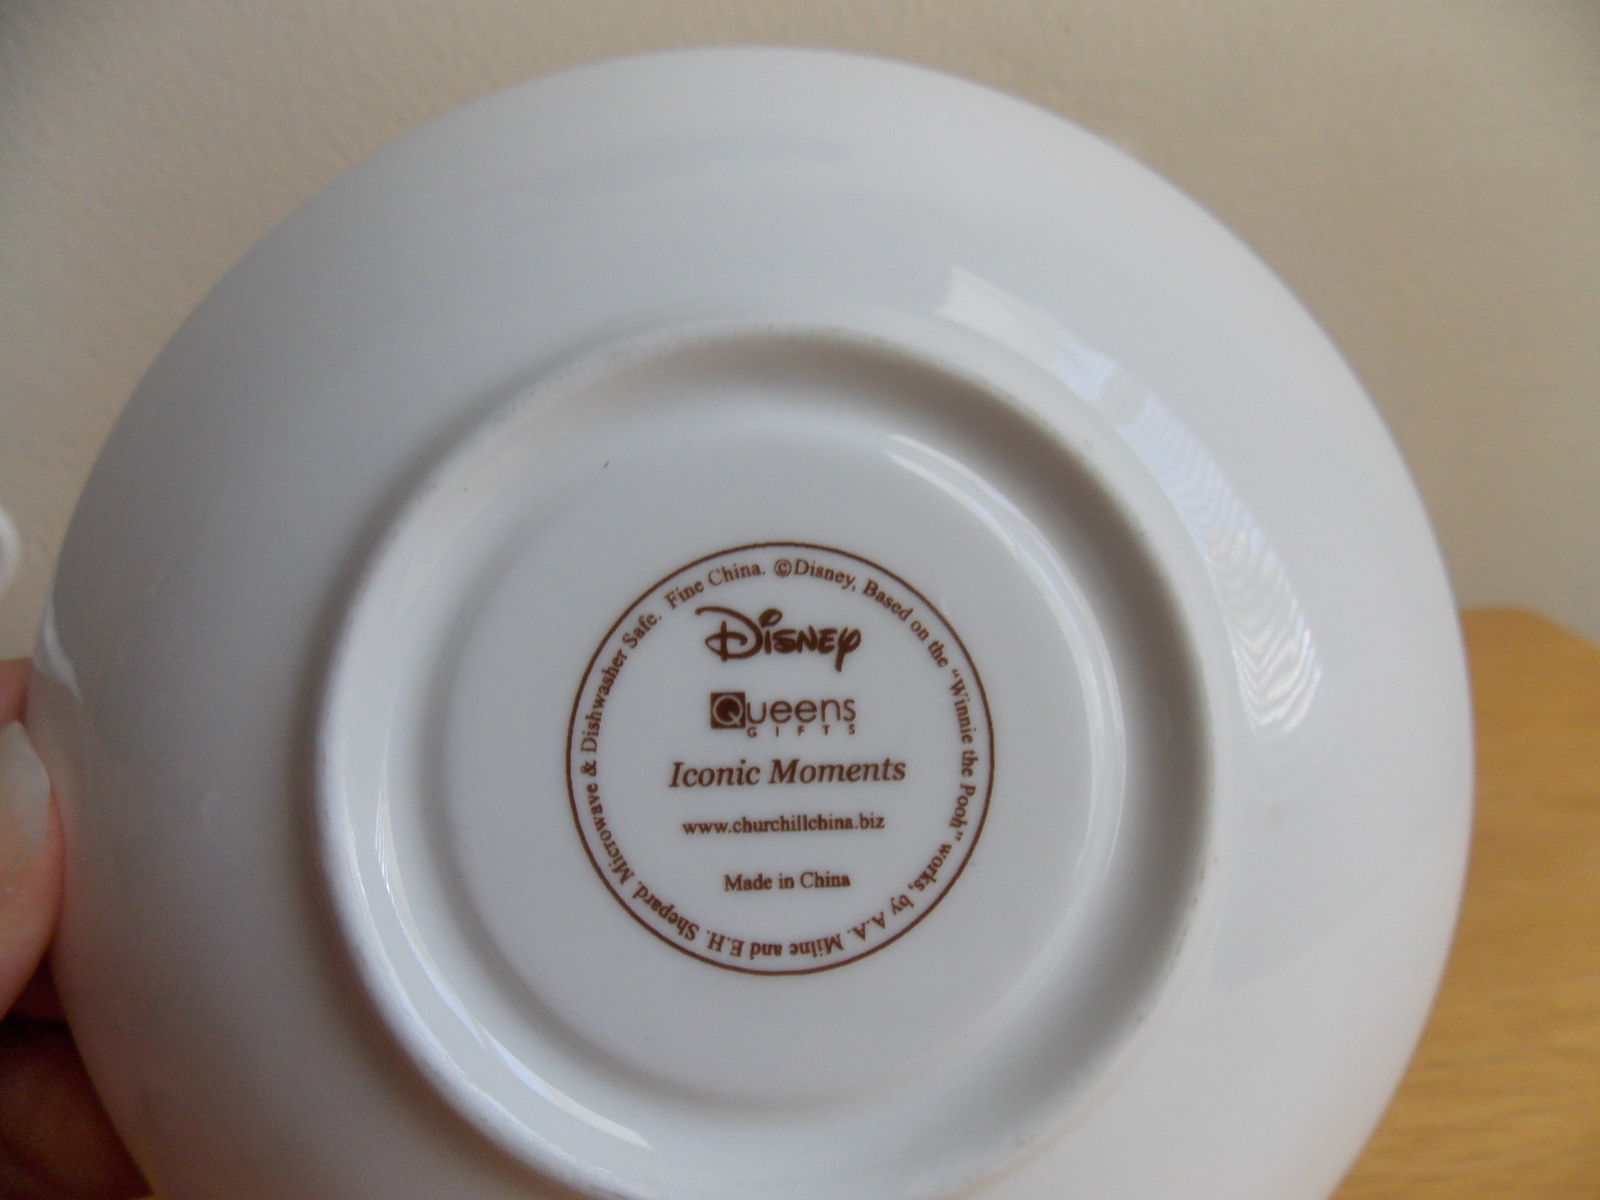 Microwave & Dishwasher Safe. Fine China. ©Disney, Based on the "Winnie the Pooh" works, by A.A. Milne and E.H. Shepard.
Disney
Queens
GIFTS
Iconic Moments
www.churchillchina.biz
Made in China